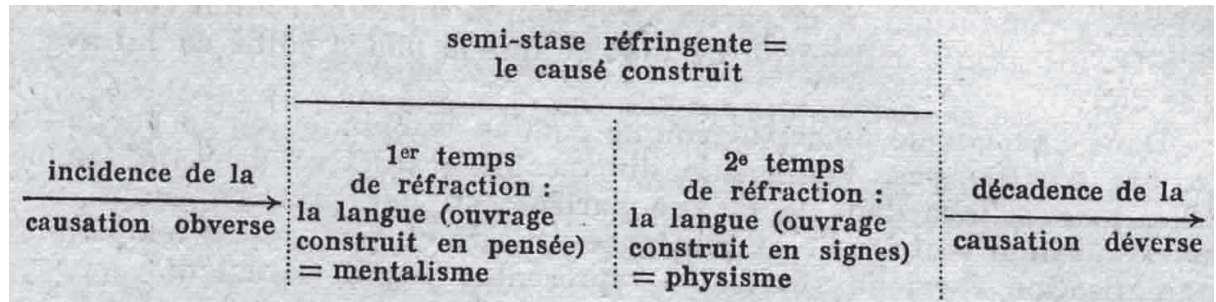 semi-stase réfringente =
le causé construit
incidence de la
causation obverse
1er temps
de réfraction :
la langue (ouvrage
construit en pensée)
= mentalisme
2e temps
de réfraction :
la langue (ouvrage
construit en signes)
= physisme
décadence de la
causation déverse